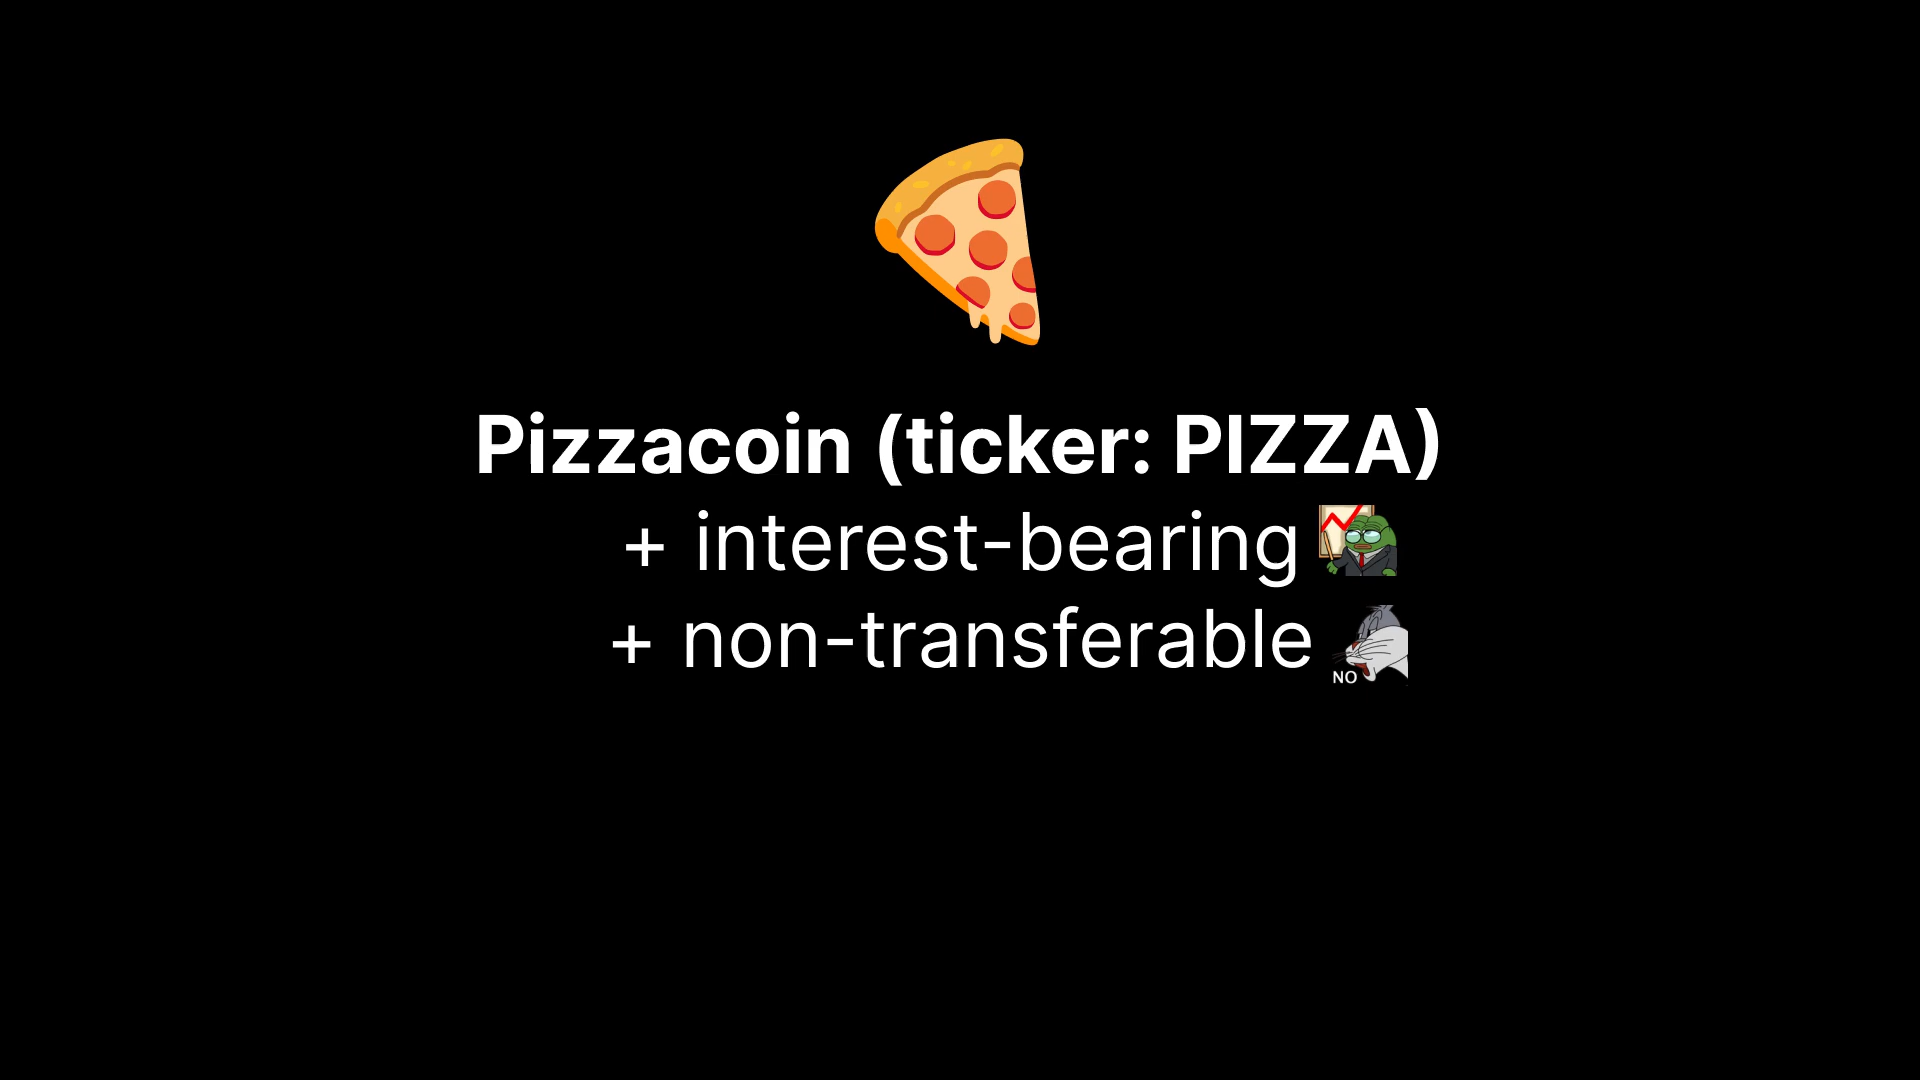 Pizzacoin (ticker: PIZZA)
+ interest-bearing
+ non-transferable
NO